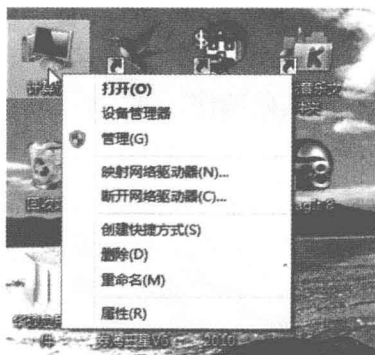 打开(O)
设备管理器
管理(G)
映射网络驱动器(N)...
断开网络驱动器(C)...
创建快捷方式(S)
删除(D)
重命名(M)
属性(R)
2010